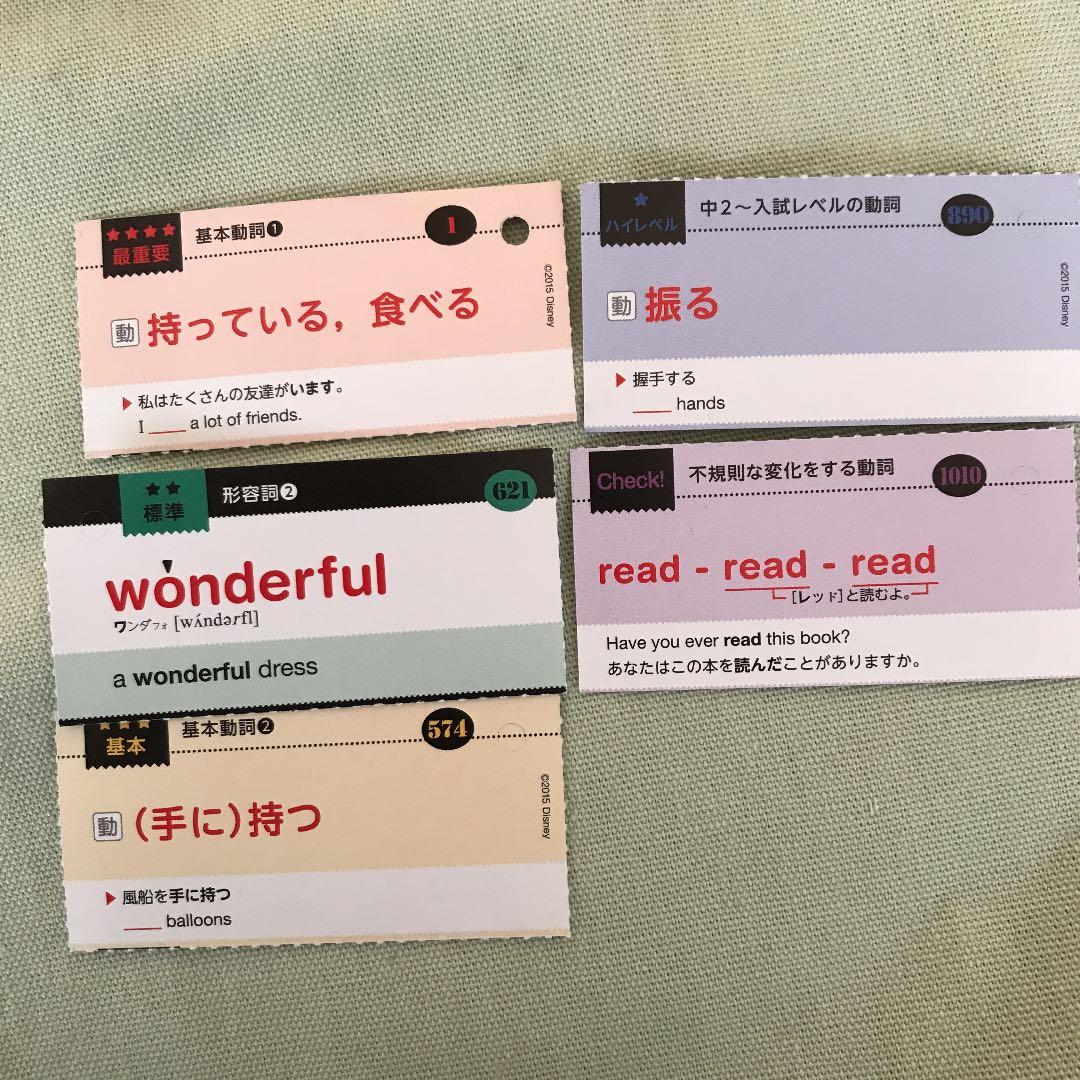 ★★★★
最重要
基本動詞❶
1
動 持っている，食べる
▶ 私はたくさんの友達がいます。
I ____ a lot of friends.
©2015 Disney
★
ハイレベル
中2〜入試レベルの動詞
890
動 振る
▶ 握手する
____ hands
©2015 Disney
★★
標準
形容詞❷
621
wonderful
ワンダフォ [wʌ́ndərfl]
a wonderful dress
Check!
不規則な変化をする動詞
1010
read - read - read
[レッド]と読むよ。
Have you ever read this book?
あなたはこの本を読んだことがありますか。
★★★
基本
基本動詞❷
574
動 (手に)持つ
▶ 風船を手に持つ
____ balloons
©2015 Disney